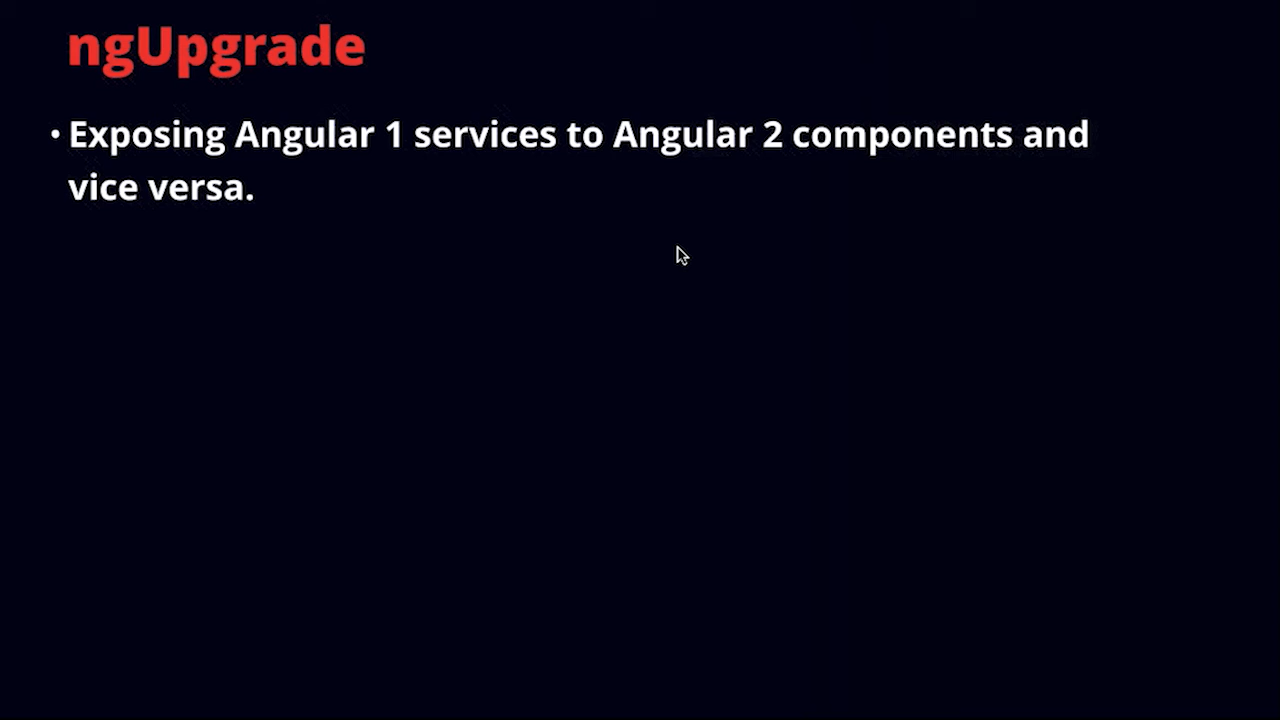 ngUpgrade
• Exposing Angular 1 services to Angular 2 components and
vice versa.